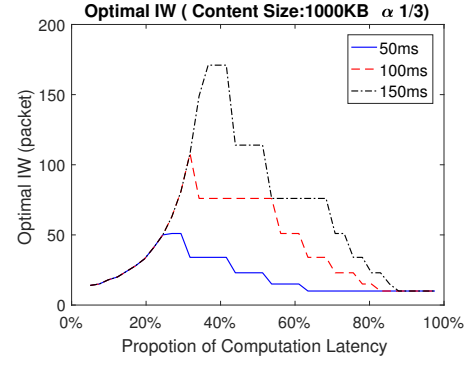 Optimal IW ( Content Size:1000KB α 1/3)
200
150
100
50
0
Optimal IW (packet)
50ms
100ms
150ms
0% 20% 40% 60% 80% 100%
Propotion of Computation Latency